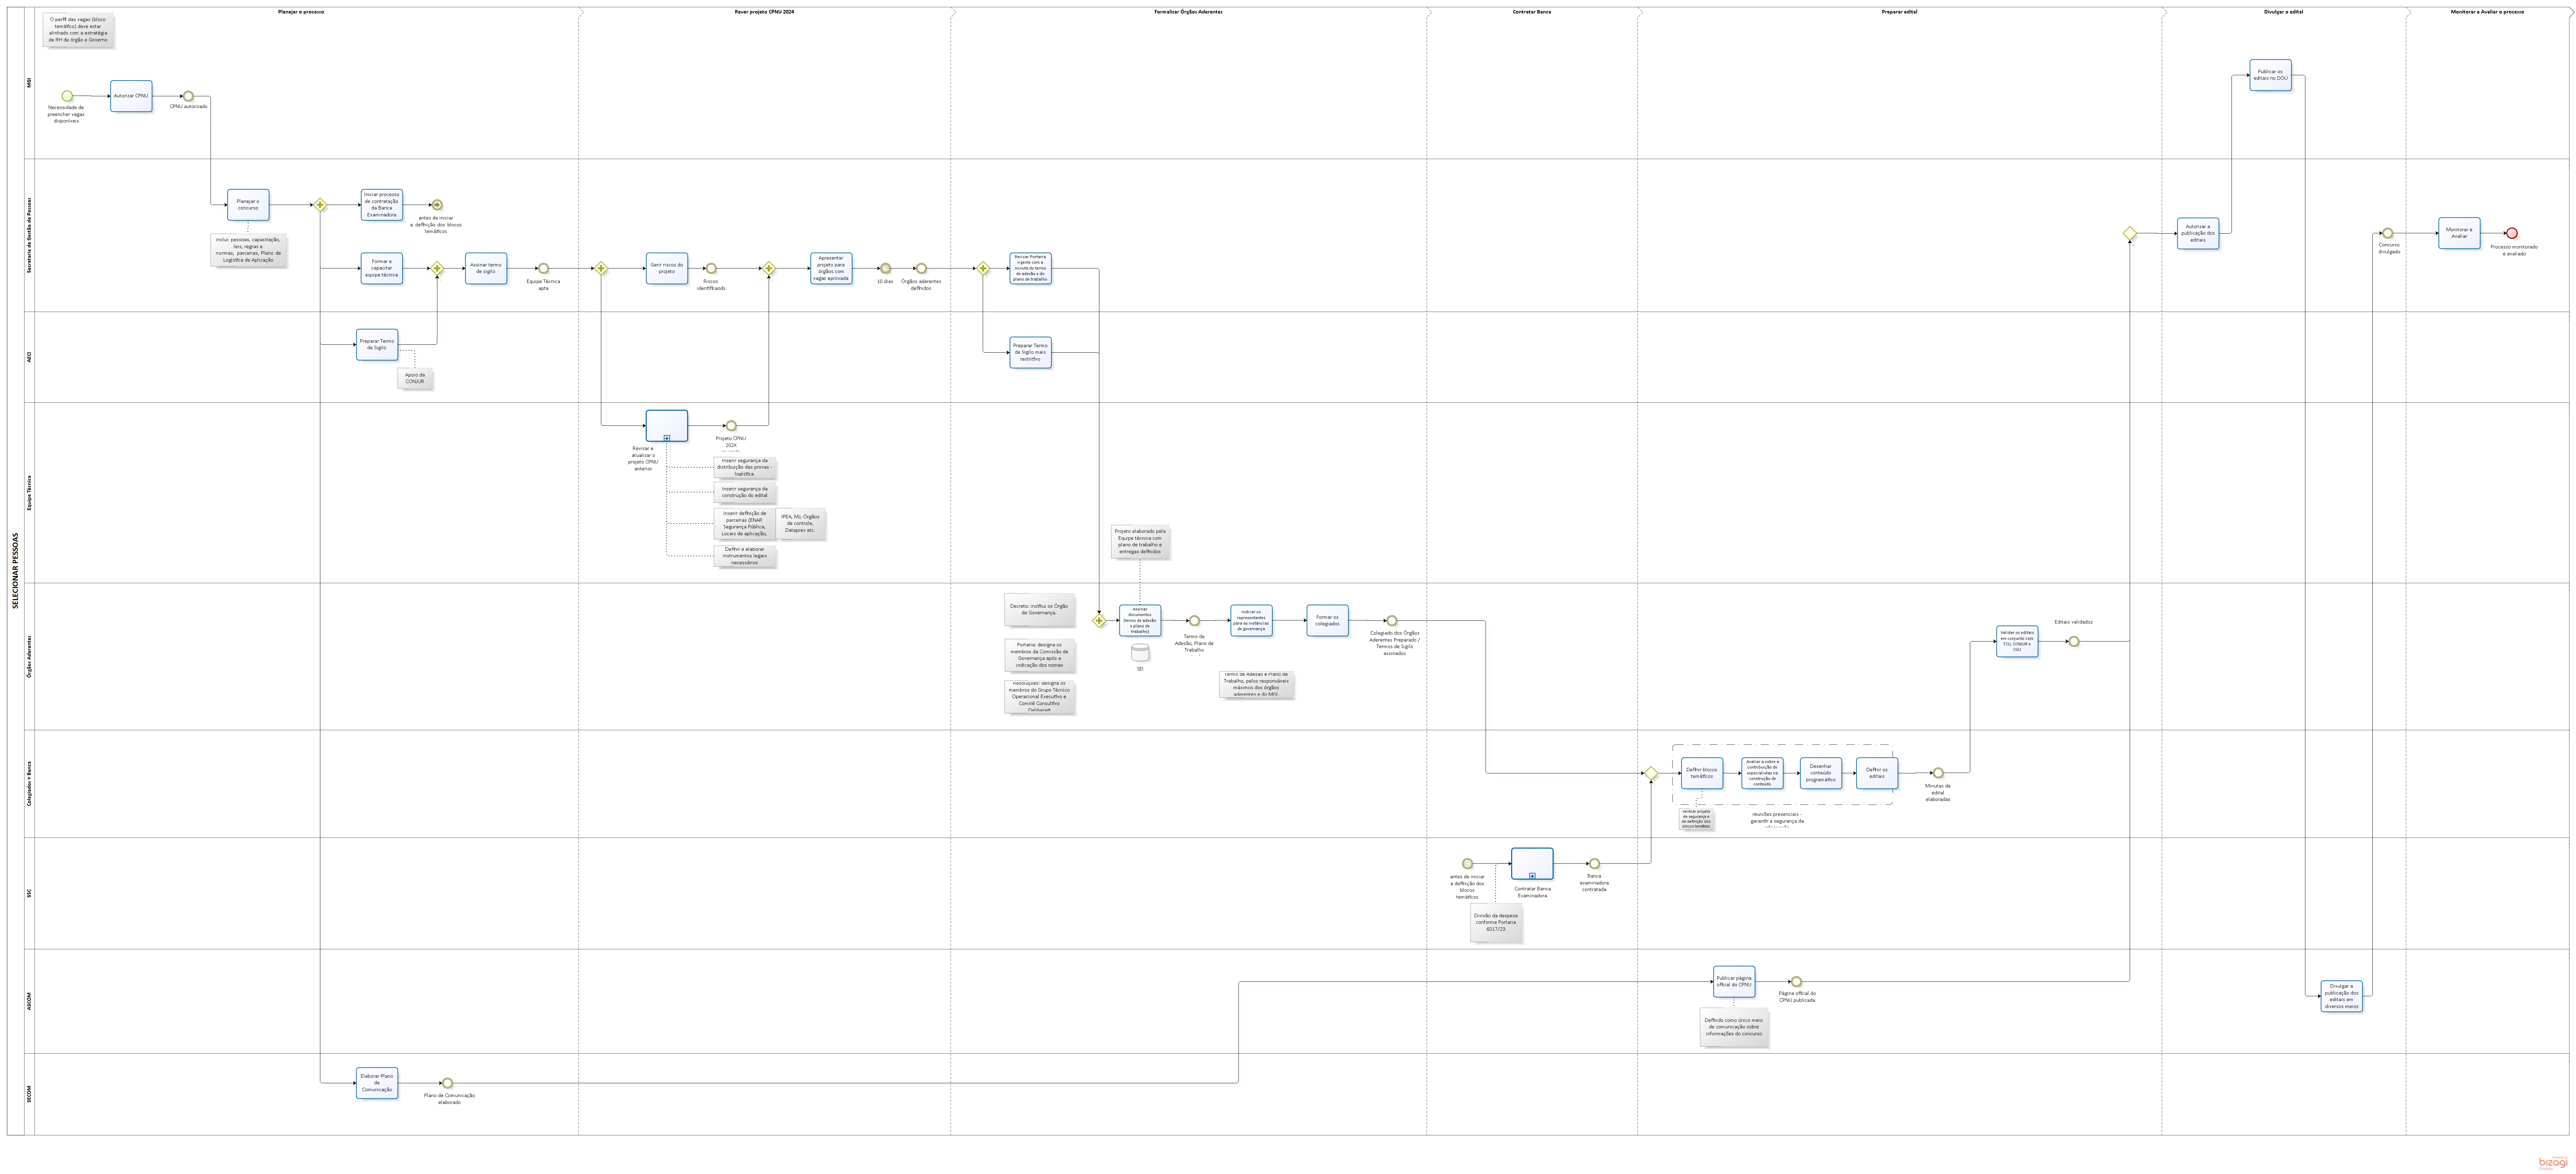 Planejar o processo
Rever projeto CPNU 2024
Formalizar Órgãos Aderentes
Contratar Banca
Preparar edital
Divulgar o edital
Monitorar e Avaliar o processo
SELECIONAR PESSOAS
MGI
O perfil das vagas (bloco
temático) deve estar
alinhado com a estratégia
de RH de órgão e Governo
Necessidade de
preencher vagas
disponíveis
Autorizar CPNU
CPNU autorizado
Publicar os
editais no DOU
Secretaria de Gestão de Pessoas
Planejar o
concurso
inclui: pessoas, capacitação,
leis, regras e
normas, parcerias, Plano de
Logística de Aplicação
Iniciar processo
de contratação
da Banca
Examinadora
antes de iniciar
a definição dos blocos
temáticos
Formar e
capacitar
equipe técnica
Assinar termo
de sigilo
Equipe Técnica
apta
Gerir riscos do
projeto
Riscos
identificaods
Apresentar
projeto para
órgãos com
vagas aprovada
10 dias
Órgãos aderentes
definidos
Revisar Portaria
vigente com a
minuta do termo
de adesão e do
plano de trabalho
Autorizar a
publicação dos
editais
Concurso
divulgado
Monitorar e
Avaliar
Processo monitorado
e avaliado
AECI
Preparar Termo
de Sigilo
Apoio da
CONJUR
Preparar Termo
de Sigilo mais
restritivo
Equipe Técnica
Revisar e
atualizar o
projeto CPNU
anterior
Projeto CPNU
202X
Inserir segurança da
distribuição das provas -
logística
Inserir segurança da
construção do edital
Inserir definição de
parcerias (ENAP,
Segurança Pública,
Locais de aplicação,
IPEA, MJ, Órgãos
de controle,
Dataprev etc.
Definir e elaborar
instrumentos legais
necessários
Projeto elaborado pela
Equipe técnica com
plano de trabalho e
entregas definidos
Órgãos Aderentes
Decreto: institui os Órgão
de Governança.
Portaria: designa os
membros da Comissão de
Governança após a
indicação dos nomes
Resoluções: designa os
membros do Grupo Técnico
Operacional Executivo e
Comitê Consultivo
Deliberati
Assinar
documentos
(termo de adesão
e plano de
trabalho)
SEI
Termo de
Adesão; Plano de
Trabalho
Indicar os
representantes
para as instâncias
de governança
Termo de Adesão e Plano de
Trabalho, pelos responsáveis
máximos dos órgãos
aderentes e do MGI.
Formar os
colegiados
Colegiado dos Órgãos
Aderentes Preparado /
Termos de Sigilo
assinados
Validar os editais
em conjunto com
TCU, CONJUR e
CGU
Editais validados
Colegiados + Banca
Definir blocos
temáticos
Avaliar a sobre a
contribuição de
especialistas na
construção de
conteúdo
Desenhar
conteúdo
programático
Definir os
editais
Minutas de
edital
elaboradas
verificar projeto
de segurança e
da definição dos
blocos temátic
reuniões presenciais -
garantir a segurança da
SSC
antes de iniciar
a definição dos
blocos
temáticos
Contratar Banca
Examinadora
Banca
examinadora
contratada
Divisão da despesa
conforme Portaria
6017/23
ASCOM
Publicar página
oficial do CPNU
Página oficial do
CPNU publicada
Definido como único meio
de comunicação sobre
informações do concurso
Divulgar a
publicação dos
editais em
diversos meios
SECOM
Elaborar Plano
de
Comunicação
Plano de Comunicação
elaborado
bizagi